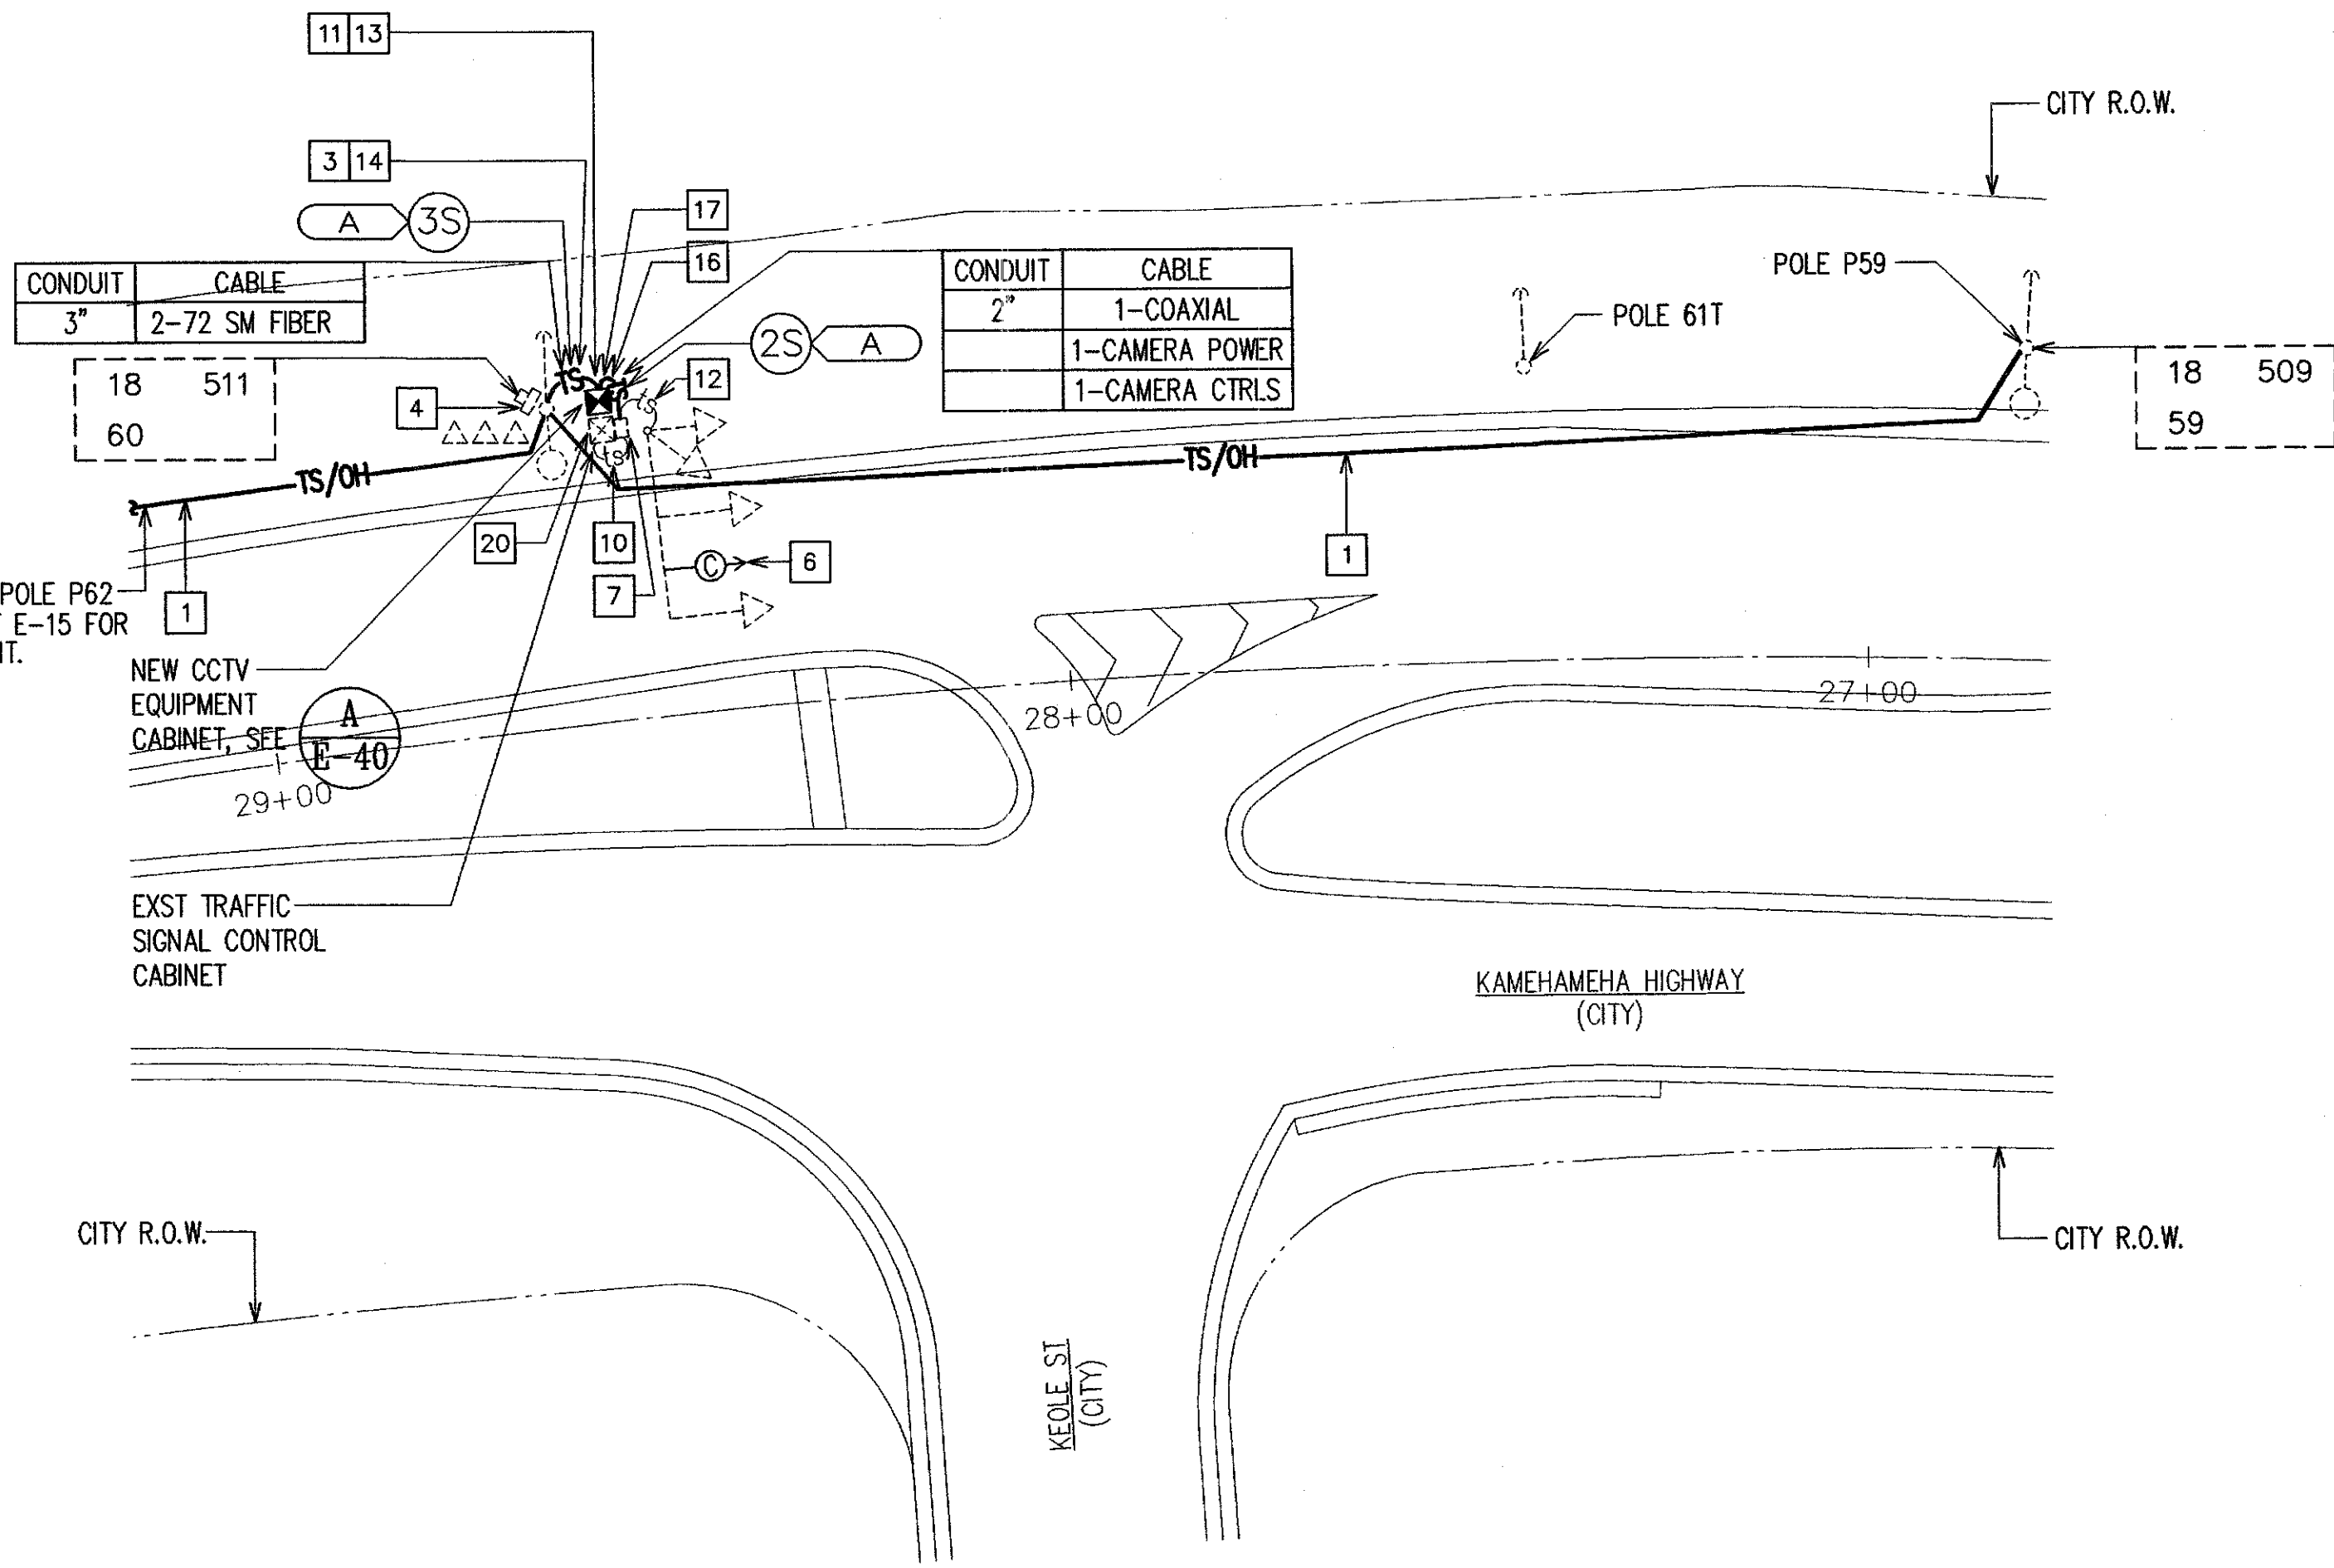 11 13
CITY R.O.W.
3 14
17
A 3S
16
CONDUIT CABLE
3" 2-72 SM FIBER
CONDUIT CABLE
2" 1-COAXIAL
1-CAMERA POWER
1-CAMERA CTRLS
POLE P59
POLE 61T
2S A
18 511
60
4
TS
12
ts
18 509
59
TS/OH
ts
TS/OH
20
10
C
6
7
1
POLE P62
E-15 FOR
IT.
1
NEW CCTV
EQUIPMENT
CABINET, SEE
A
E-40
29+00
28+00
27+00
EXST TRAFFIC
SIGNAL CONTROL
CABINET
KAMEHAMEHA HIGHWAY
(CITY)
CITY R.O.W.
CITY R.O.W.
KEOLE ST
(CITY)